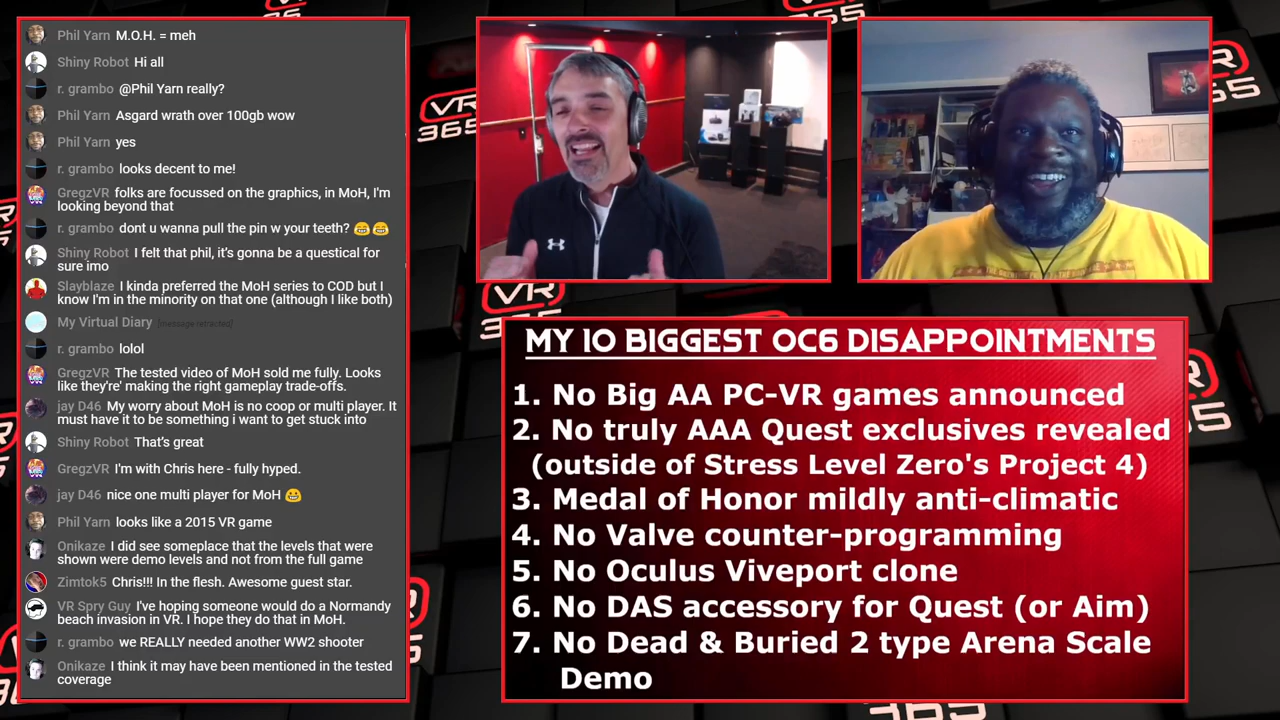 Phil Yarn M.O.H. = meh
Shiny Robot Hi all
r. grambo @Phil Yarn really?
Phil Yarn Asgard wrath over 100gb wow
Phil Yarn yes
r. grambo looks decent to me!
GregzVR folks are focussed on the graphics, in MoH, I'm
looking beyond that
r. grambo dont u wanna pull the pin w your teeth? 😂😂
Shiny Robot I felt that phil, it's gonna be a questical for
sure imo
Slayblaze I kinda preferred the MoH series to COD but I
know I'm in the minority on that one (although I like both)
My Virtual Diary [message retracted]
r. grambo lolol
GregzVR The tested video of MoH sold me fully. Looks
like they're' making the right gameplay trade-offs.
jay D46 My worry about MoH is no coop or multi player. It
must have it to be something i want to get stuck into
Shiny Robot That's great
GregzVR I'm with Chris here - fully hyped.
jay D46 nice one multi player for MoH 😀
Phil Yarn looks like a 2015 VR game
Onikaze I did see someplace that the levels that were
shown were demo levels and not from the full game
Zimtok5 Chris!!! In the flesh. Awesome guest star.
VR Spry Guy I've hoping someone would do a Normandy
beach invasion in VR. I hope they do that in MoH.
r. grambo we REALLY needed another WW2 shooter
Onikaze I think it may have been mentioned in the tested
coverage
VR
365
MY 10 BIGGEST OC6 DISAPPOINTMENTS
1. No Big AA PC-VR games announced
2. No truly AAA Quest exclusives revealed
(outside of Stress Level Zero's Project 4)
3. Medal of Honor mildly anti-climatic
4. No Valve counter-programming
5. No Oculus Viveport clone
6. No DAS accessory for Quest (or Aim)
7. No Dead & Buried 2 type Arena Scale
Demo